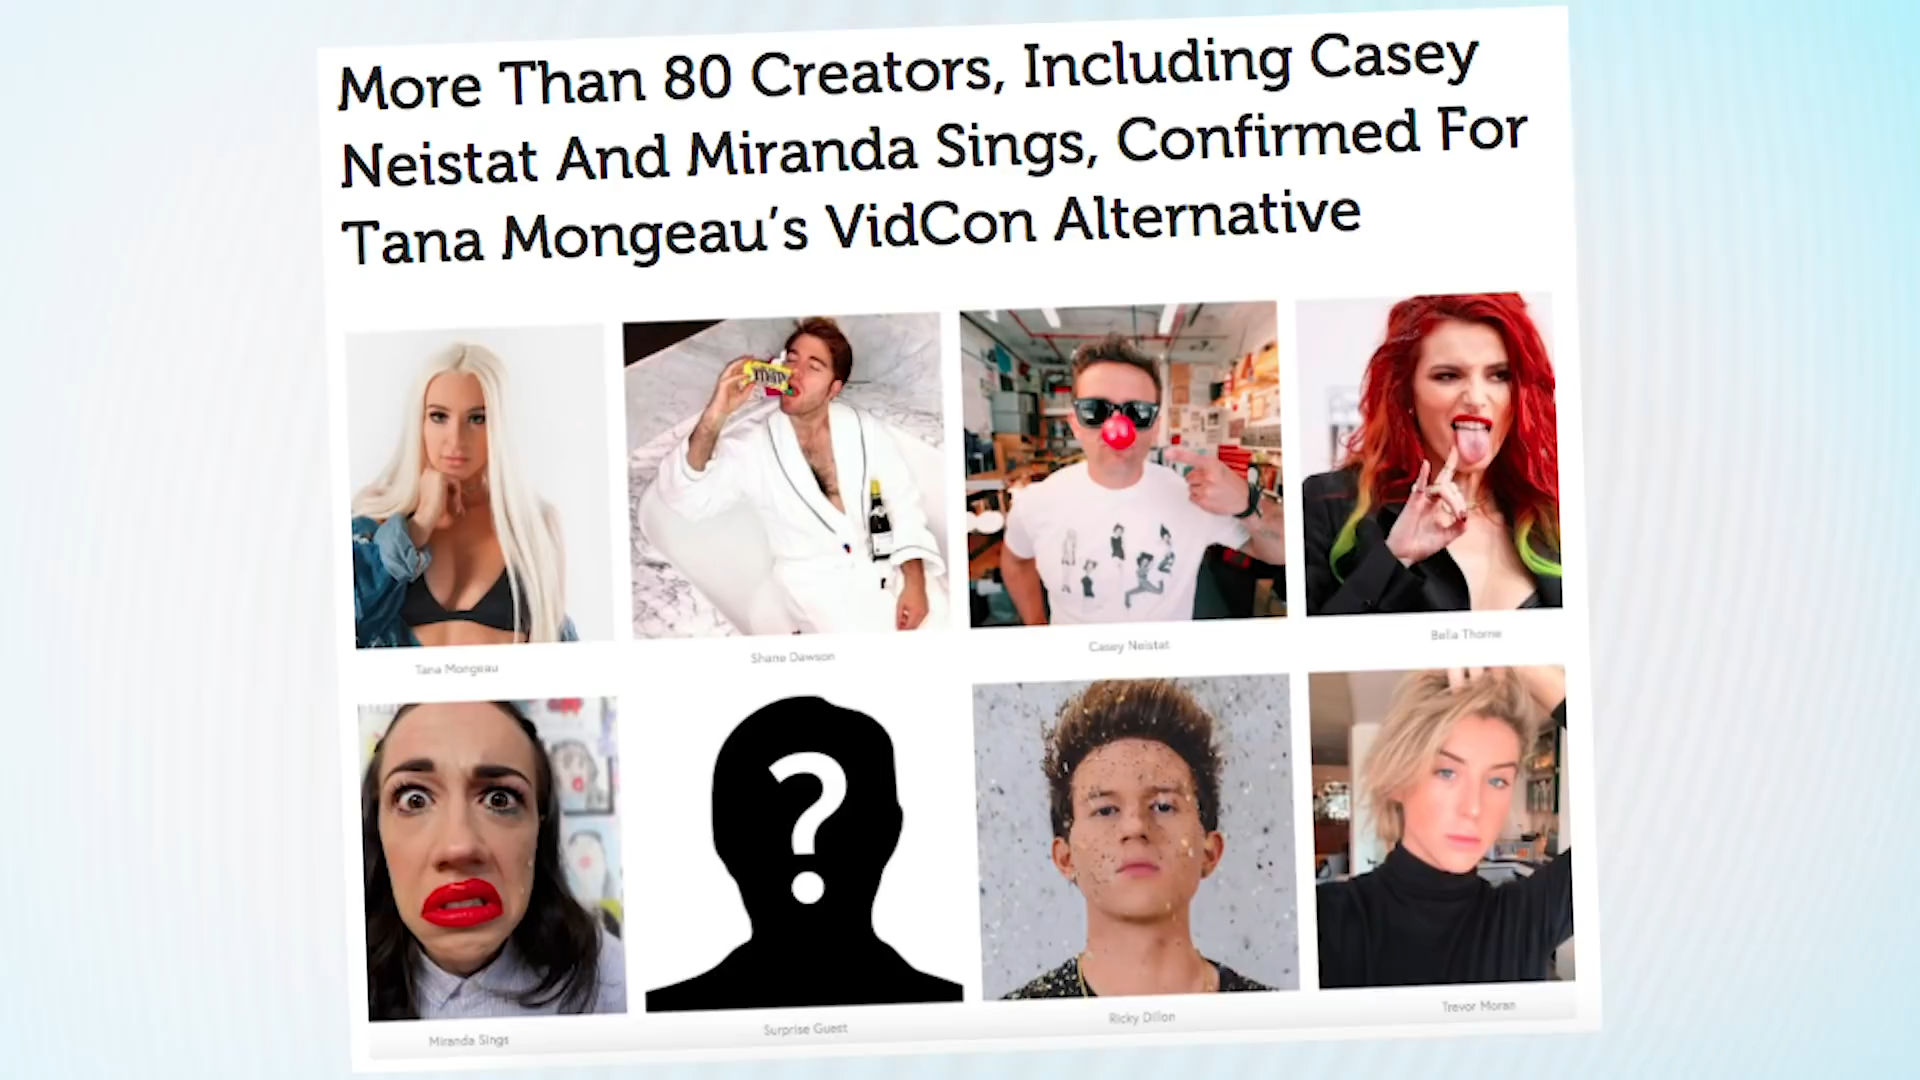 More Than 80 Creators, Including Casey
Neistat And Miranda Sings, Confirmed For
Tana Mongeau's VidCon Alternative
Tana Mongeau
Shane Dawson
Casey Neistat
Bella Thorne
?
Miranda Sings
Surprise Guest
Ricky Dillon
Trevor Moran